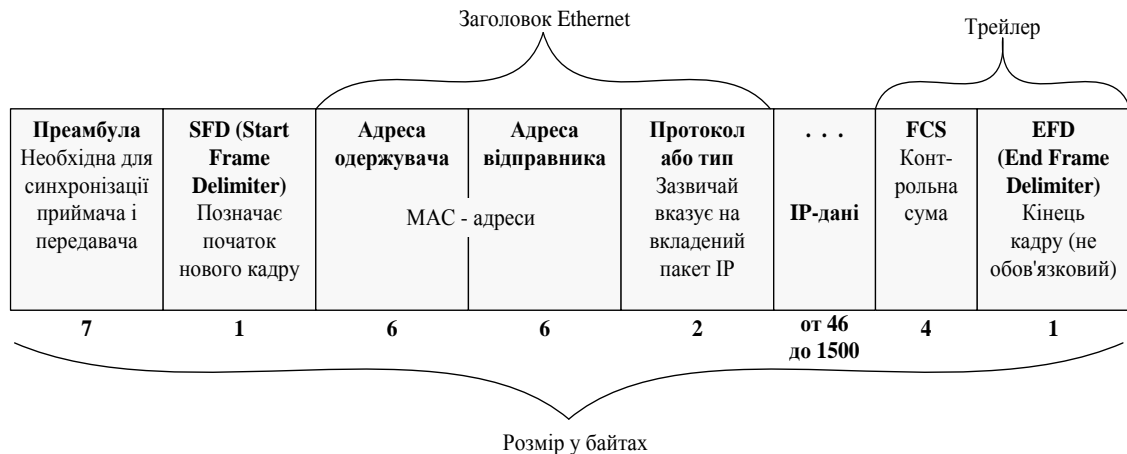 Заголовок Ethernet
Трейлер
Преамбула
Необхідна для
синхронізації
приймача і
передавача
SFD (Start
Frame
Delimiter)
Позначає
початок
нового кадру
Адреса
одержувача
Адреса
відправника
MAC - адреси
Протокол
або тип
Зазвичай
вказує на
вкладений
пакет IP
. . .
IP-дані
FCS
Конт-
рольна
сума
EFD
(End Frame
Delimiter)
Кінець
кадру (не
обов'язковий)
7
1
6
6
2
от 46
до 1500
4
1
Розмір у байтах